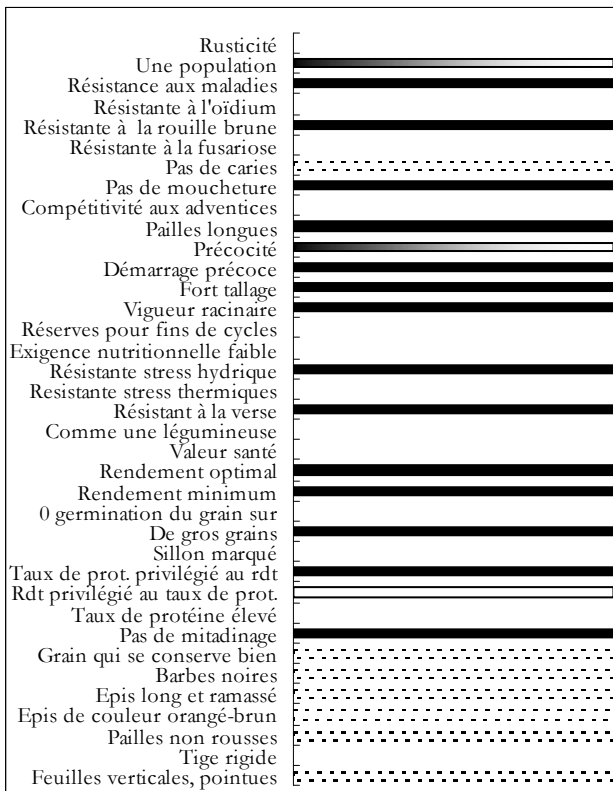 Rusticité
Une population
Résistance aux maladies
Résistante à l'oïdium
Résistante à la rouille brune
Résistante à la fusariose
Pas de caries
Pas de moucheture
Compétitivité aux adventices
Pailles longues
Précocité
Démarrage précoce
Fort tallage
Vigueur racinaire
Réserves pour fins de cycles
Exigence nutritionnelle faible
Résistante stress hydrique
Resistante stress thermiques
Résistant à la verse
Comme une légumineuse
Valeur santé
Rendement optimal
Rendement minimum
0 germination du grain sur
De gros grains
Sillon marqué
Taux de prot. privilégié au rdt
Rdt privilégié au taux de prot.
Taux de protéine élevé
Pas de mitadinage
Grain qui se conserve bien
Barbes noires
Epis long et ramassé
Epis de couleur orangé-brun
Pailles non rousses
Tige rigide
Feuilles verticales, pointues